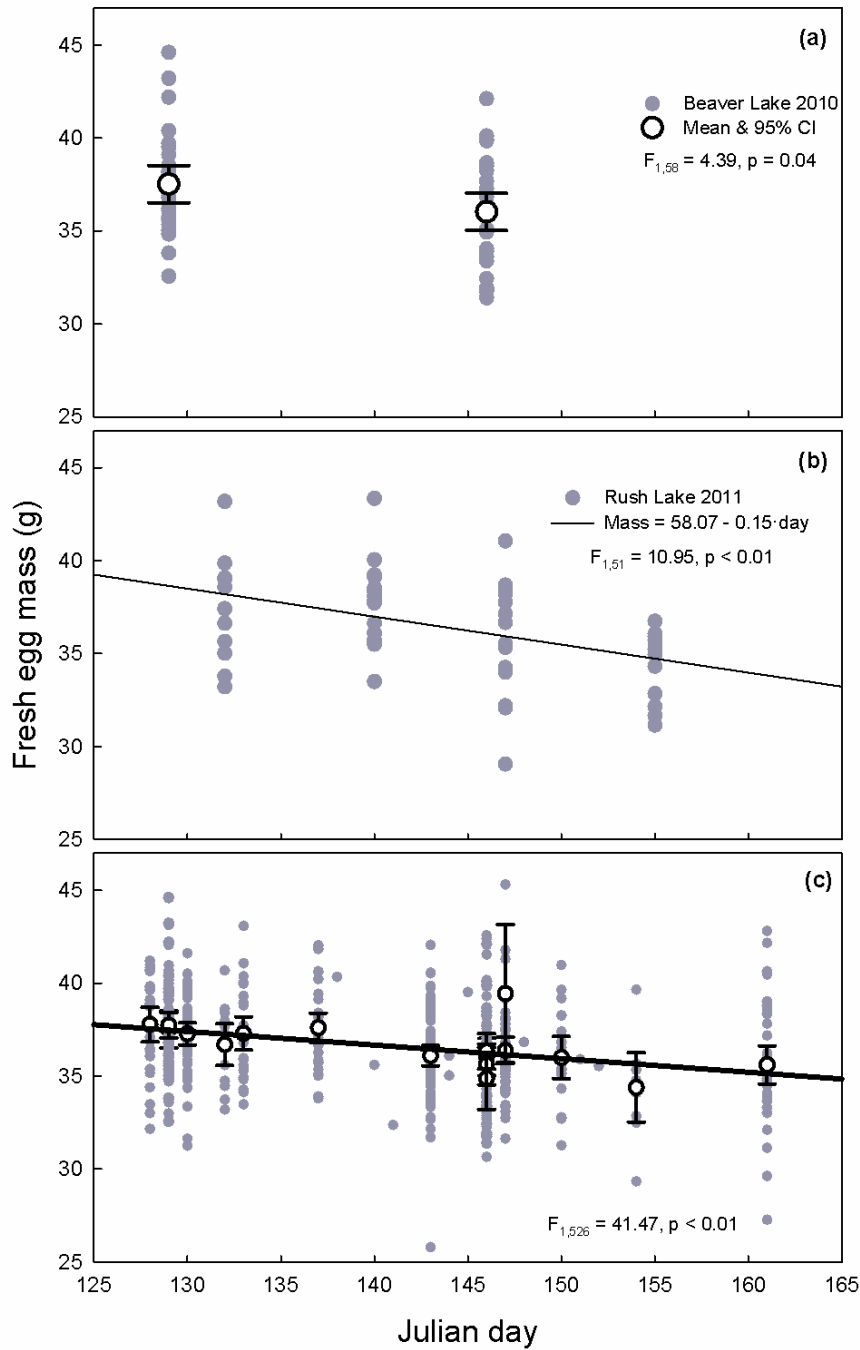 (a)
45
40
35
30
25
Beaver Lake 2010
Mean & 95% CI
F1,58 = 4.39, p = 0.04
(b)
45
40
35
30
25
Rush Lake 2011
Mass = 58.07 - 0.15·day
F1,51 = 10.95, p < 0.01
Fresh egg mass (g)
(c)
45
40
35
30
25
F1,526 = 41.47, p < 0.01
125 130 135 140 145 150 155 160 165
Julian day